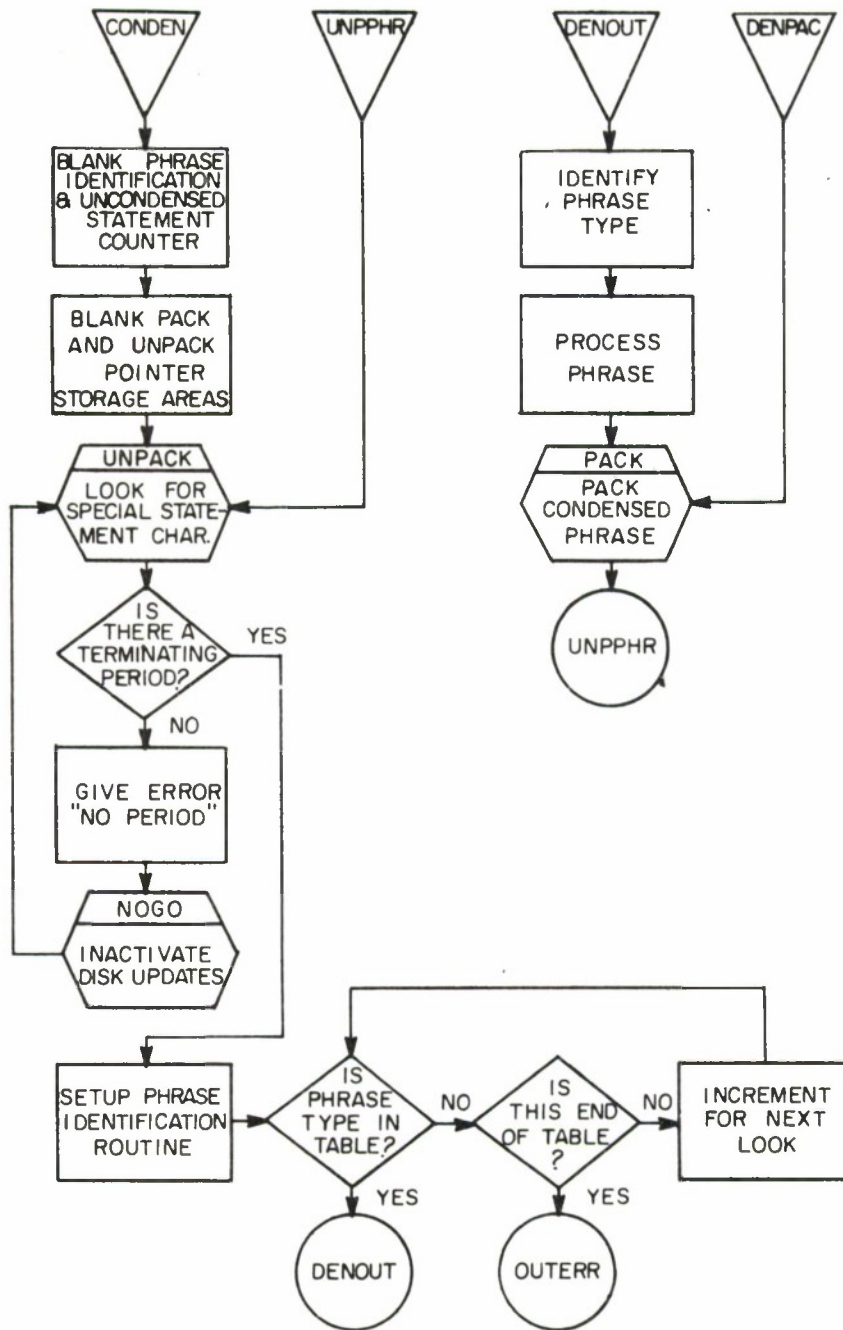 CONDEN
UNPPHR
DENOUT
DENPAC
BLANK PHRASE
IDENTIFICATION
& UNCONDENSED
STATEMENT
COUNTER
BLANK PACK
AND UNPACK
POINTER
STORAGE AREAS
UNPACK
LOOK FOR
SPECIAL STATE-
MENT CHAR.
IS
THERE A
TERMINATING
PERIOD?
YES
NO
GIVE ERROR
"NO PERIOD"
NOGO
INACTIVATE
DISK UPDATES
IDENTIFY
PHRASE
TYPE
PROCESS
PHRASE
PACK
PACK
CONDENSED
PHRASE
UNPPHR
SETUP PHRASE
IDENTIFICATION
ROUTINE
IS
PHRASE
TYPE IN
TABLE?
NO
YES
IS
THIS END
OF TABLE
?
NO
YES
INCREMENT
FOR NEXT
LOOK
DENOUT
OUTERR